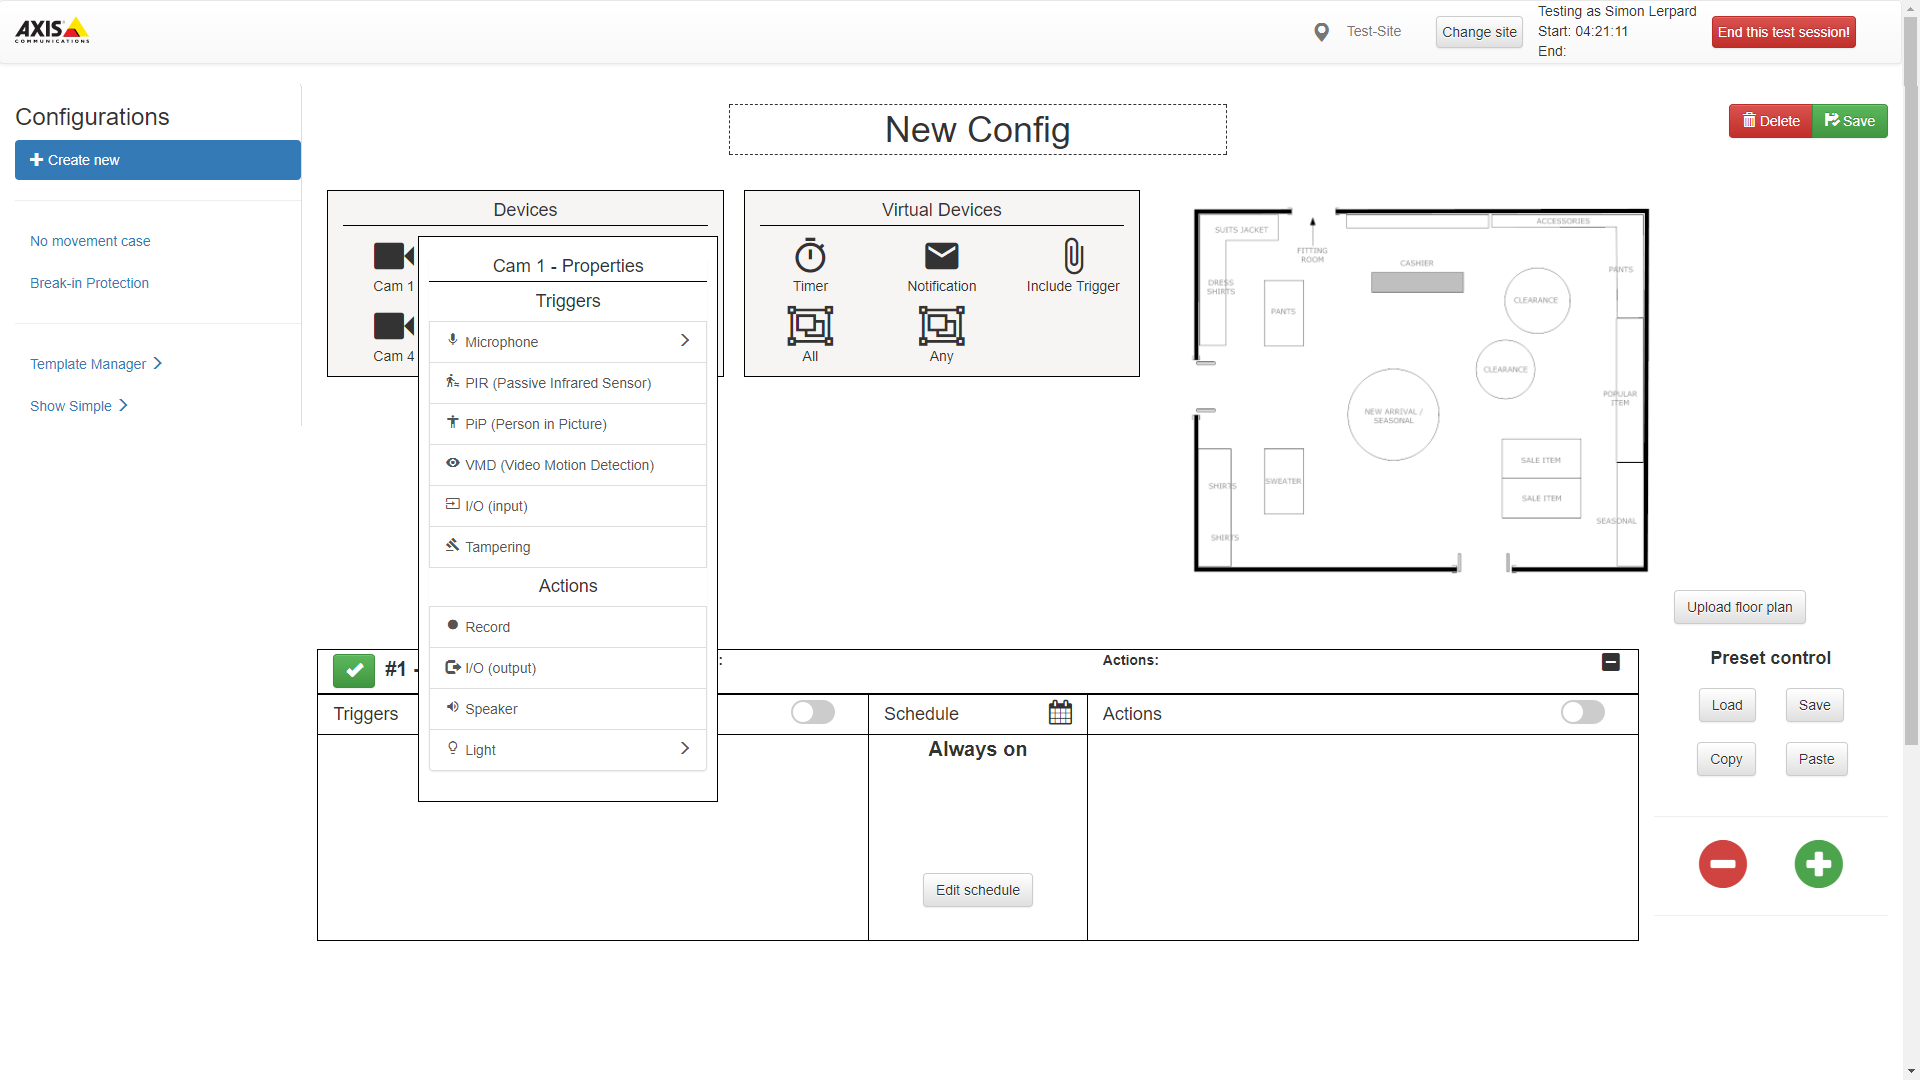 AXIS
COMMUNICATIONS
Test-Site
Change site
Testing as Simon Lerpard
Start: 04:21:11
End:
End this test session!
Configurations
Create new
No movement case
Break-in Protection
Template Manager
Show Simple
New Config
Delete
Save
Devices
Cam 1
Cam 4
Cam 1 - Properties
Triggers
Microphone
PIR (Passive Infrared Sensor)
PiP (Person in Picture)
VMD (Video Motion Detection)
I/O (input)
Tampering
Actions
Record
I/O (output)
Speaker
Light
Virtual Devices
Timer
Notification
Include Trigger
All
Any
SUITS JACKET
FITTING
ROOM
ACCESSORIES
DRESS
SHIRTS
PANTS
CASHIER
CLEARANCE
PANTS
CLEARANCE
NEW ARRIVAL /
SEASONAL
POPULAR
ITEM
SHIRTS
SWEATER
SALE ITEM
SALE ITEM
SEASONAL
SHIRTS
Upload floor plan
#1 -
:
Actions:
Triggers
Schedule
Actions
Always on
Edit schedule
Preset control
Load
Save
Copy
Paste